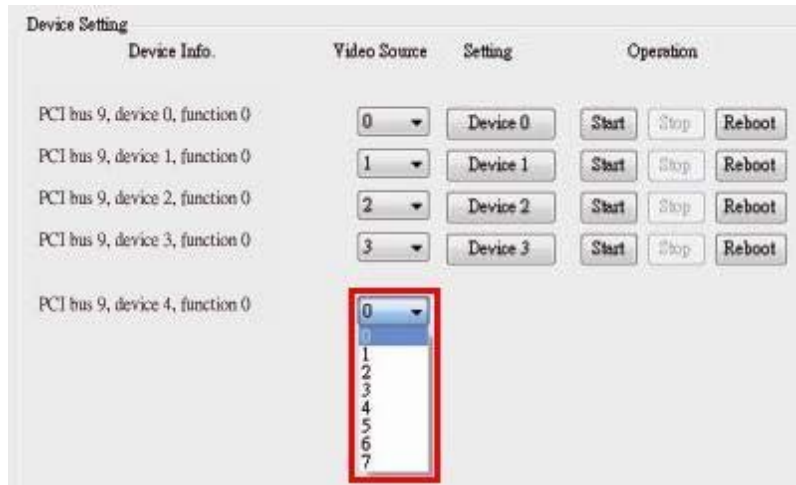 Device Setting
Device Info. Video Source Setting Operation
PCI bus 9, device 0, function 0 0 Device 0 Start Stop Reboot
PCI bus 9, device 1, function 0 1 Device 1 Start Stop Reboot
PCI bus 9, device 2, function 0 2 Device 2 Start Stop Reboot
PCI bus 9, device 3, function 0 3 Device 3 Start Stop Reboot
PCI bus 9, device 4, function 0 0
0
1
2
3
4
5
6
7